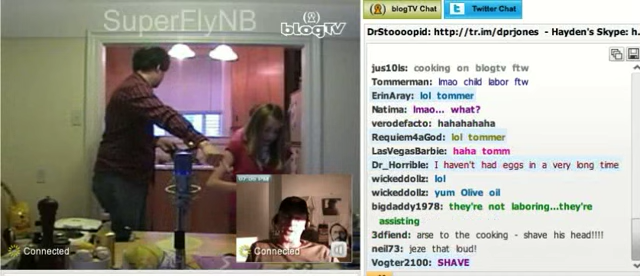 SuperFlyNB
blogTV
Connected
Connected
blogTV Chat
Twitter Chat
DrStoooopid: http://tr.im/dprjones - Hayden's Skype: h.
jus10is: cooking on blogtv ftw
Tommerman: lmao child labor ftw
ErinAray: lol tommer
Natima: lmao... what?
verodefacto: hahahahaha
Requiem4aGod: lol tommer
LasVegasBarbie: haha tomm
Dr_Horrible: I haven't had eggs in a very long time
wickeddollz: lol
wickeddollz: yum Olive oil
bigdaddy1978: they're not laboring...they're
assisting
3dfiend: arse to the cooking - shave his head!!!!
neil73: jeze that loud!
Vogter2100: SHAVE